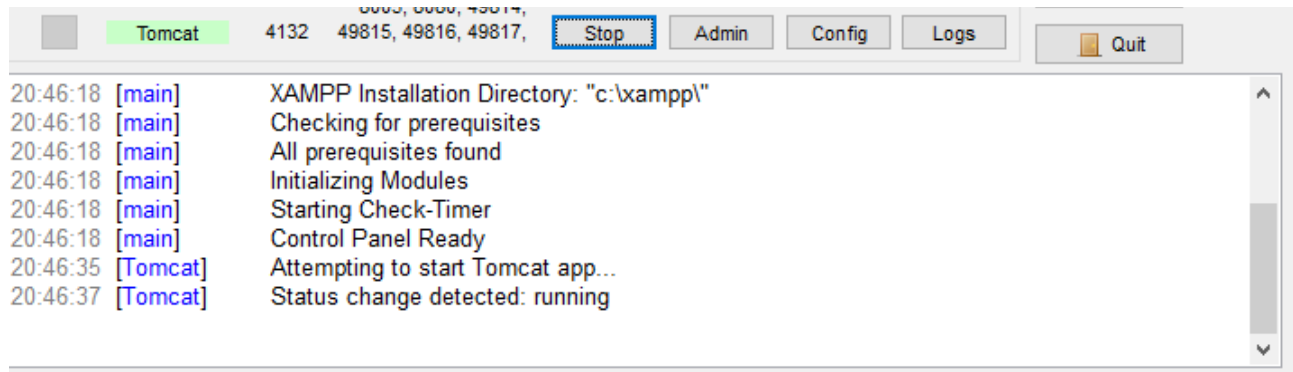 8005, 8080, 49814,
Tomcat 4132 49815, 49816, 49817, Stop Admin Config Logs Quit
20:46:18 [main] XAMPP Installation Directory: "c:\xampp\"
20:46:18 [main] Checking for prerequisites
20:46:18 [main] All prerequisites found
20:46:18 [main] Initializing Modules
20:46:18 [main] Starting Check-Timer
20:46:18 [main] Control Panel Ready
20:46:35 [Tomcat] Attempting to start Tomcat app...
20:46:37 [Tomcat] Status change detected: running